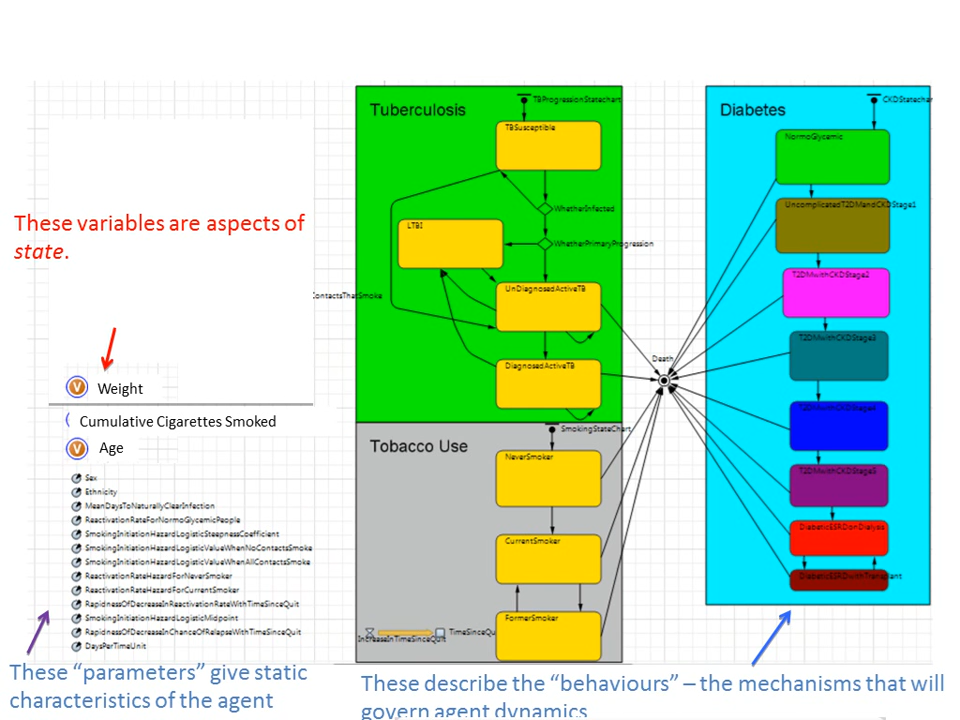 Tuberculosis
TBProgressionStatechart
TBSusceptible
WhetherInfected
LTBI
WhetherPrimaryProgression
UnDiagnosedActiveTB
ContactsThatSmoke
DiagnosedActiveTB
Death
Diabetes
CKDStatechar
NormoGlycemic
UncomplicatedT2DMandCKDStage1
T2DMwithCKDStage2
T2DMwithCKDStage3
T2DMwithCKDStage4
T2DMwithCKDStage5
DiabeticESRDonDialysis
DiabeticESRDwithTransplant
Tobacco Use
SmokingStateChart
NeverSmoker
CurrentSmoker
FormerSmoker
TimeSinceQu
IncreaseInTimeSinceQuit
These variables are aspects of
state.
V Weight
Cumulative Cigarettes Smoked
V Age
Sex
Ethnicity
MeanDaysToNaturallyClearInfection
ReactivationRateForNormoGlycemicPeople
SmokingInitiationHazardLogisticSteepnessCoefficient
SmokingInitiationHazardLogisticValueWhenNoContactsSmoke
SmokingInitiationHazardLogisticValueWhenAllContactsSmoke
ReactivationRateHazardForNeverSmoker
ReactivationRateHazardForCurrentSmoker
RapidnessOfDecreaseInReactivationRateWithTimeSinceQuit
SmokingInitiationHazardLogisticMidpoint
RapidnessOfDecreaseInChanceOfRelapseWithTimeSinceQuit
DaysPerTimeUnit
These “parameters” give static
characteristics of the agent
These describe the “behaviours” – the mechanisms that will
govern agent dynamics